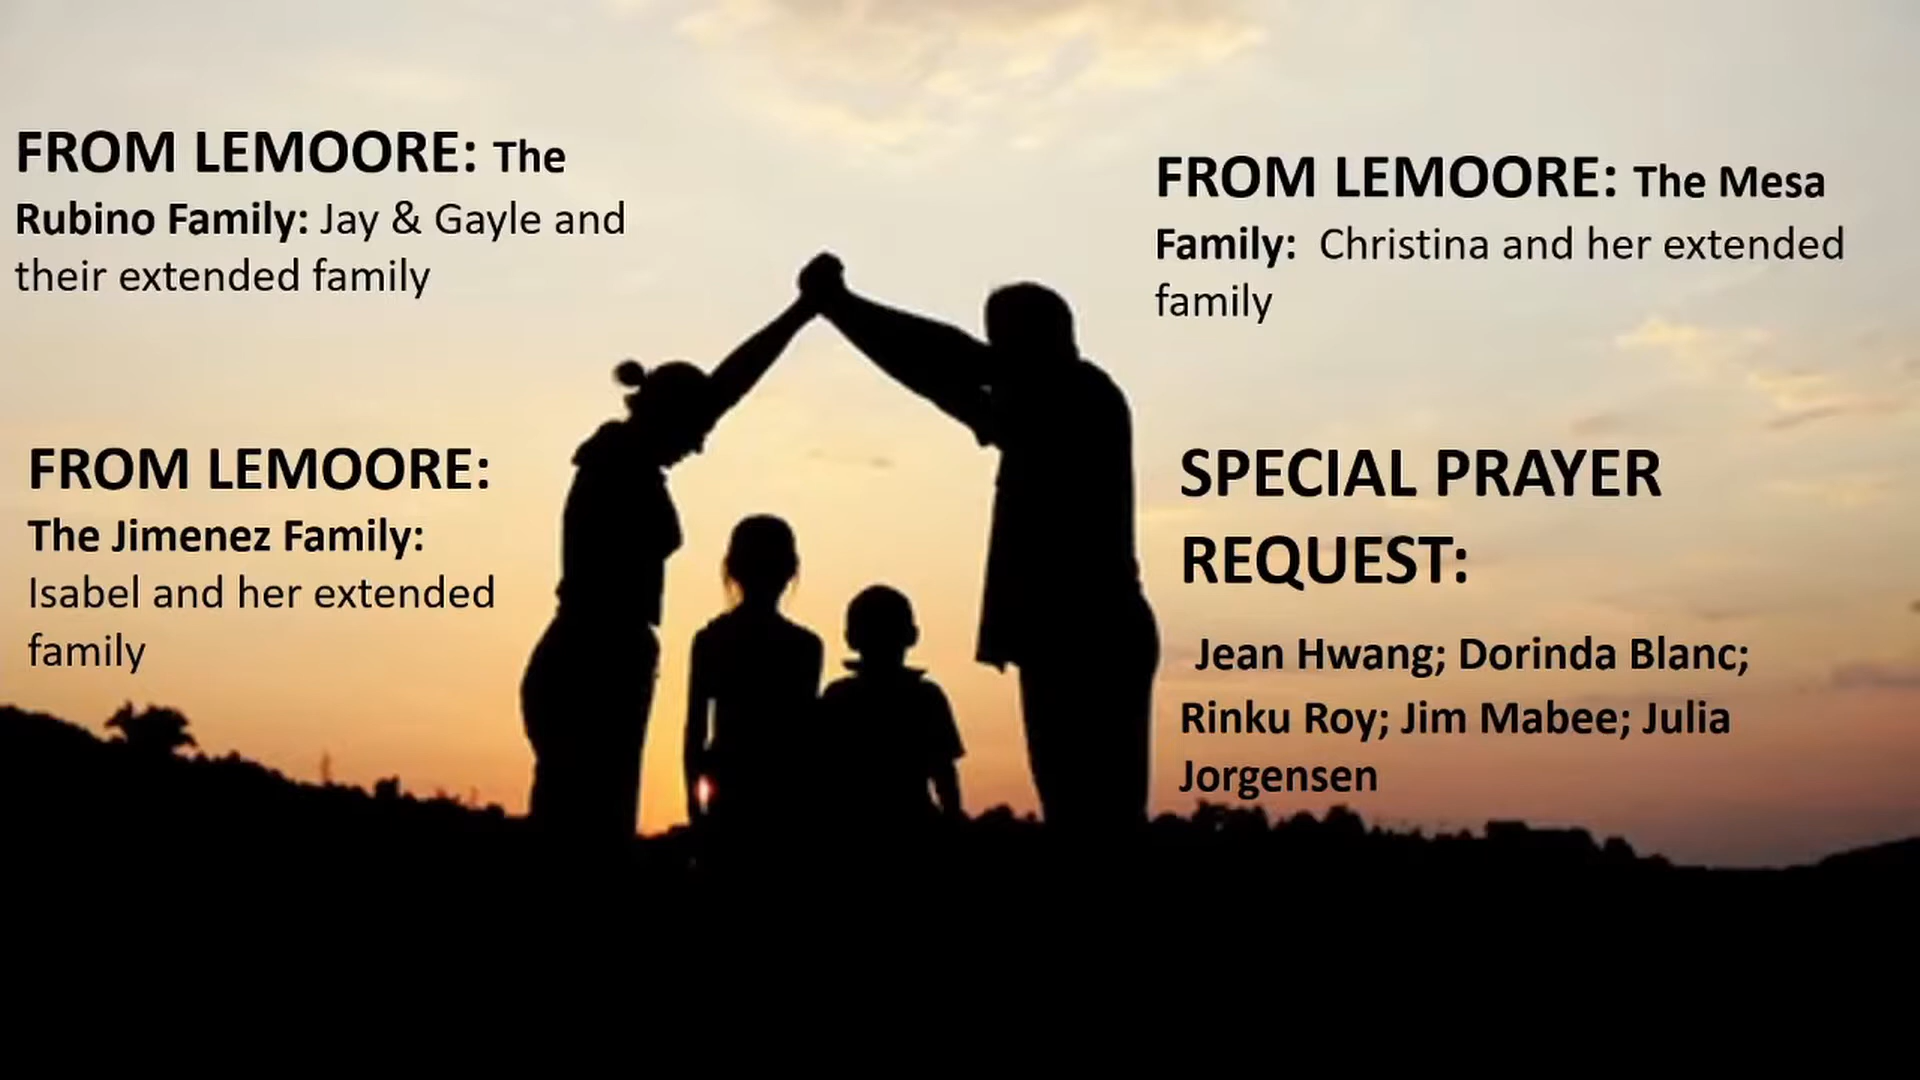 FROM LEMOORE: The
Rubino Family: Jay & Gayle and
their extended family
FROM LEMOORE:
The Jimenez Family:
Isabel and her extended
family
FROM LEMOORE: The Mesa
Family: Christina and her extended
family
SPECIAL PRAYER
REQUEST:
Jean Hwang; Dorinda Blanc;
Rinku Roy; Jim Mabee; Julia
Jorgensen